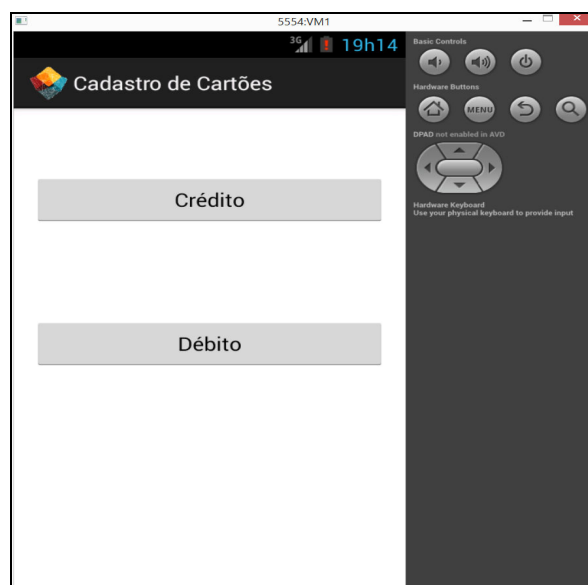 5554:VM1
3G 19h14
Cadastro de Cartões
Crédito
Débito
Basic Controls
Hardware Buttons
MENU
DPAD not enabled in AVD
Hardware Keyboard
Use your physical keyboard to provide input